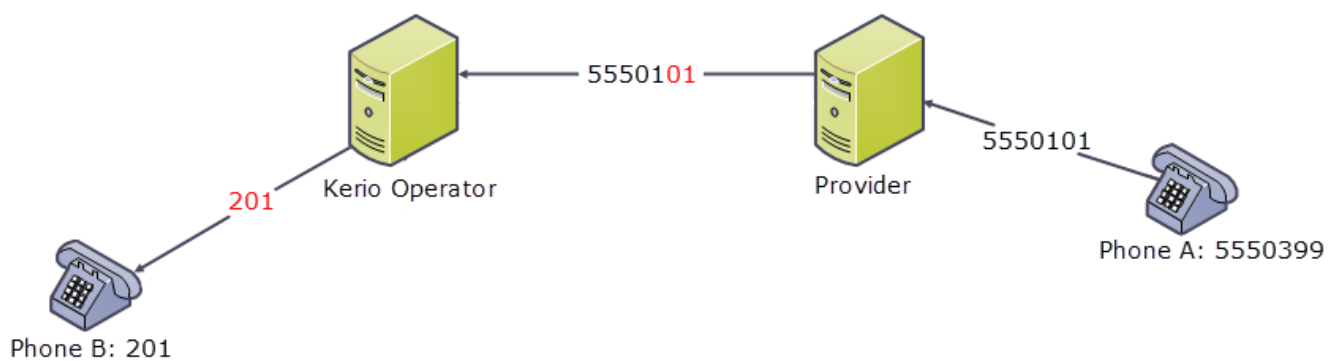 5550101
5550101
Kerio Operator
Provider
201
Phone A: 5550399
Phone B: 201